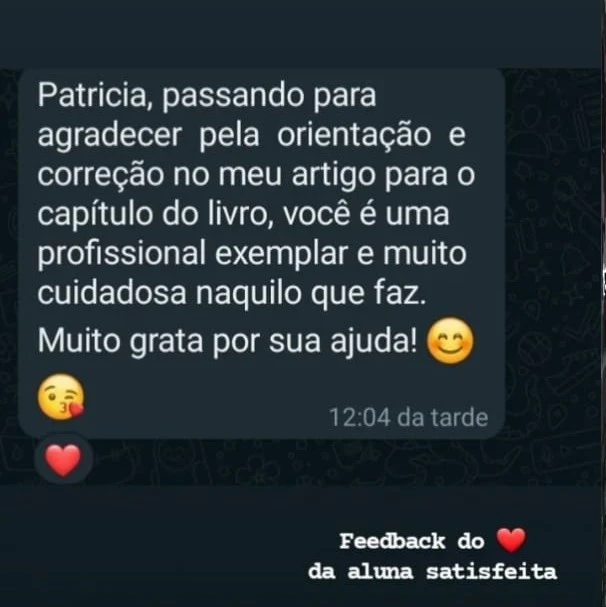 Patricia, passando para
agradecer pela orientação e
correção no meu artigo para o
capítulo do livro, você é uma
profissional exemplar e muito
cuidadosa naquilo que faz.
Muito grata por sua ajuda! 😊
😘
12:04 da tarde
❤️
Feedback do ❤️
da aluna satisfeita